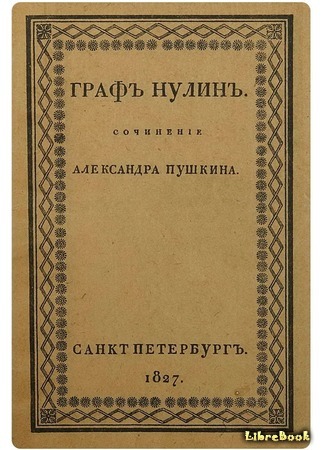 ГРАФЪ НУЛИНЪ.
СОЧИНЕНІЕ
АЛЕКСАНДРА ПУШКИНА.
САНКТ ПЕТЕРБУРГЪ.
1827.
LibreBook